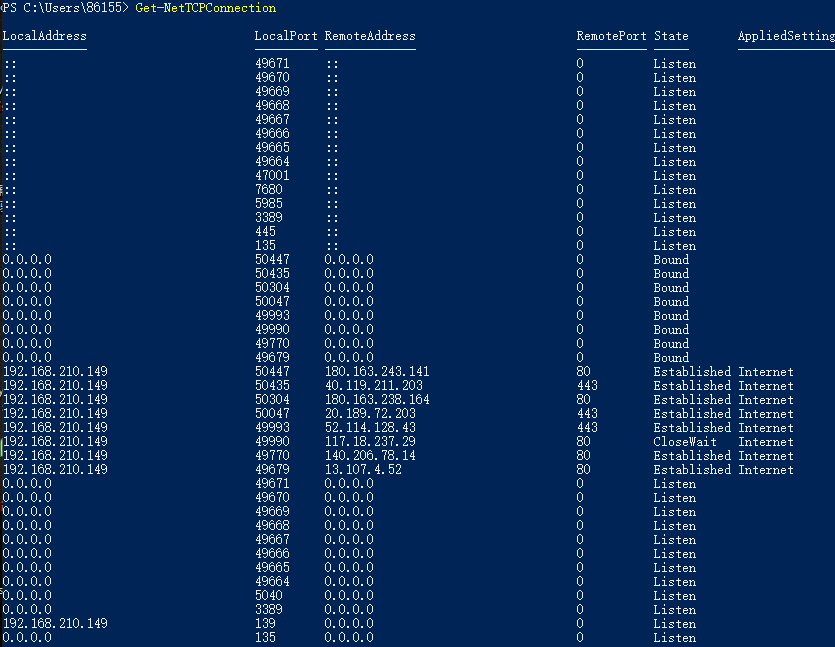 PS C:\Users\86155> Get-NetTCPConnection
LocalAddress LocalPort RemoteAddress RemotePort State AppliedSetting
:: 49671 :: 0 Listen
:: 49670 :: 0 Listen
:: 49669 :: 0 Listen
:: 49668 :: 0 Listen
:: 49667 :: 0 Listen
:: 49666 :: 0 Listen
:: 49665 :: 0 Listen
:: 49664 :: 0 Listen
:: 47001 :: 0 Listen
:: 7680 :: 0 Listen
:: 5985 :: 0 Listen
:: 3389 :: 0 Listen
:: 445 :: 0 Listen
:: 135 :: 0 Listen
0.0.0.0 50447 0.0.0.0 0 Bound
0.0.0.0 50435 0.0.0.0 0 Bound
0.0.0.0 50304 0.0.0.0 0 Bound
0.0.0.0 50047 0.0.0.0 0 Bound
0.0.0.0 49993 0.0.0.0 0 Bound
0.0.0.0 49990 0.0.0.0 0 Bound
0.0.0.0 49770 0.0.0.0 0 Bound
0.0.0.0 49679 0.0.0.0 0 Bound
192.168.210.149 50447 180.163.243.141 80 Established Internet
192.168.210.149 50435 40.119.211.203 443 Established Internet
192.168.210.149 50304 180.163.238.164 80 Established Internet
192.168.210.149 50047 20.189.72.203 443 Established Internet
192.168.210.149 49993 52.114.128.43 443 Established Internet
192.168.210.149 49990 117.18.237.29 80 CloseWait Internet
192.168.210.149 49770 140.206.78.14 80 Established Internet
192.168.210.149 49679 13.107.4.52 80 Established Internet
0.0.0.0 49671 0.0.0.0 0 Listen
0.0.0.0 49670 0.0.0.0 0 Listen
0.0.0.0 49669 0.0.0.0 0 Listen
0.0.0.0 49668 0.0.0.0 0 Listen
0.0.0.0 49667 0.0.0.0 0 Listen
0.0.0.0 49666 0.0.0.0 0 Listen
0.0.0.0 49665 0.0.0.0 0 Listen
0.0.0.0 49664 0.0.0.0 0 Listen
0.0.0.0 5040 0.0.0.0 0 Listen
0.0.0.0 3389 0.0.0.0 0 Listen
192.168.210.149 139 0.0.0.0 0 Listen
0.0.0.0 135 0.0.0.0 0 Listen